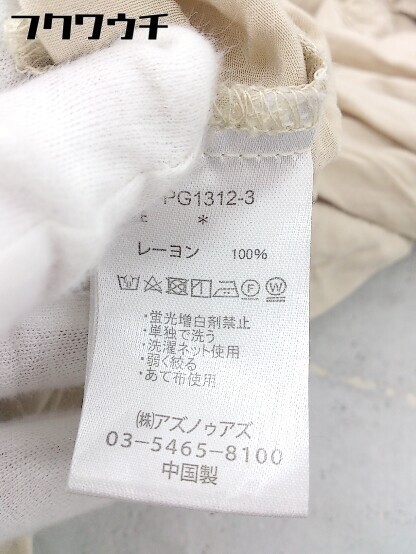 フクワウチ
PG1312-3
*
レーヨン 100%
・蛍光増白剤禁止
・単独で洗う
・洗濯ネット使用
・弱く絞る
・あて布使用
(株)アズノゥアズ
03-5465-8100
中国製